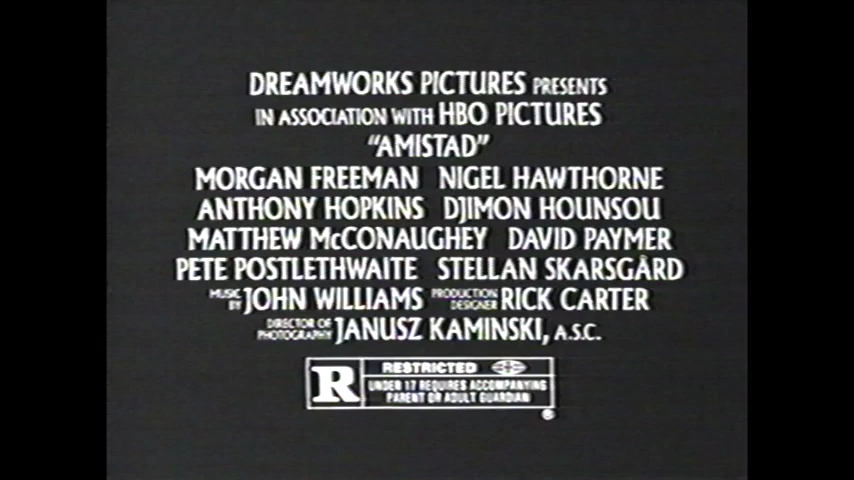 DREAMWORKS PICTURES PRESENTS
IN ASSOCIATION WITH HBO PICTURES
"AMISTAD"
MORGAN FREEMAN NIGEL HAWTHORNE
ANTHONY HOPKINS DJIMON HOUNSOU
MATTHEW McCONAUGHEY DAVID PAYMER
PETE POSTLETHWAITE STELLAN SKARSGÅRD
MUSIC BY JOHN WILLIAMS PRODUCTION DESIGNER RICK CARTER
DIRECTOR OF PHOTOGRAPHY JANUSZ KAMINSKI, A.S.C.
R RESTRICTED
UNDER 17 REQUIRES ACCOMPANYING
PARENT OR ADULT GUARDIAN
®